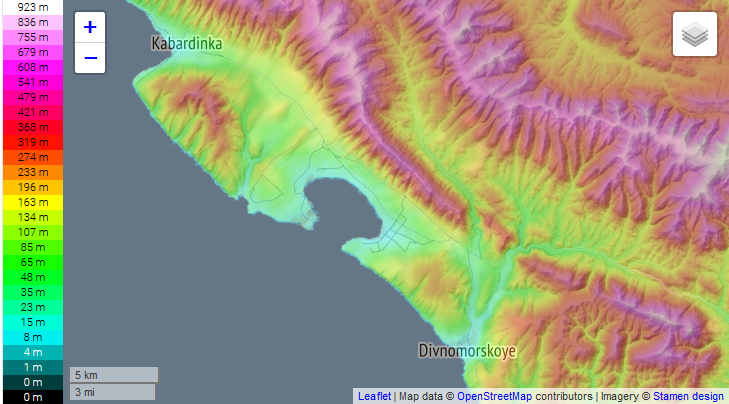 923 m
836 m
755 m
679 m
608 m
541 m
479 m
421 m
368 m
319 m
274 m
233 m
196 m
163 m
134 m
107 m
85 m
65 m
48 m
35 m
23 m
15 m
8 m
4 m
1 m
0 m
0 m
+
−
Kabardinka
Divnomorskoye
5 km
3 mi
Leaflet | Map data © OpenStreetMap contributors | Imagery © Stamen design